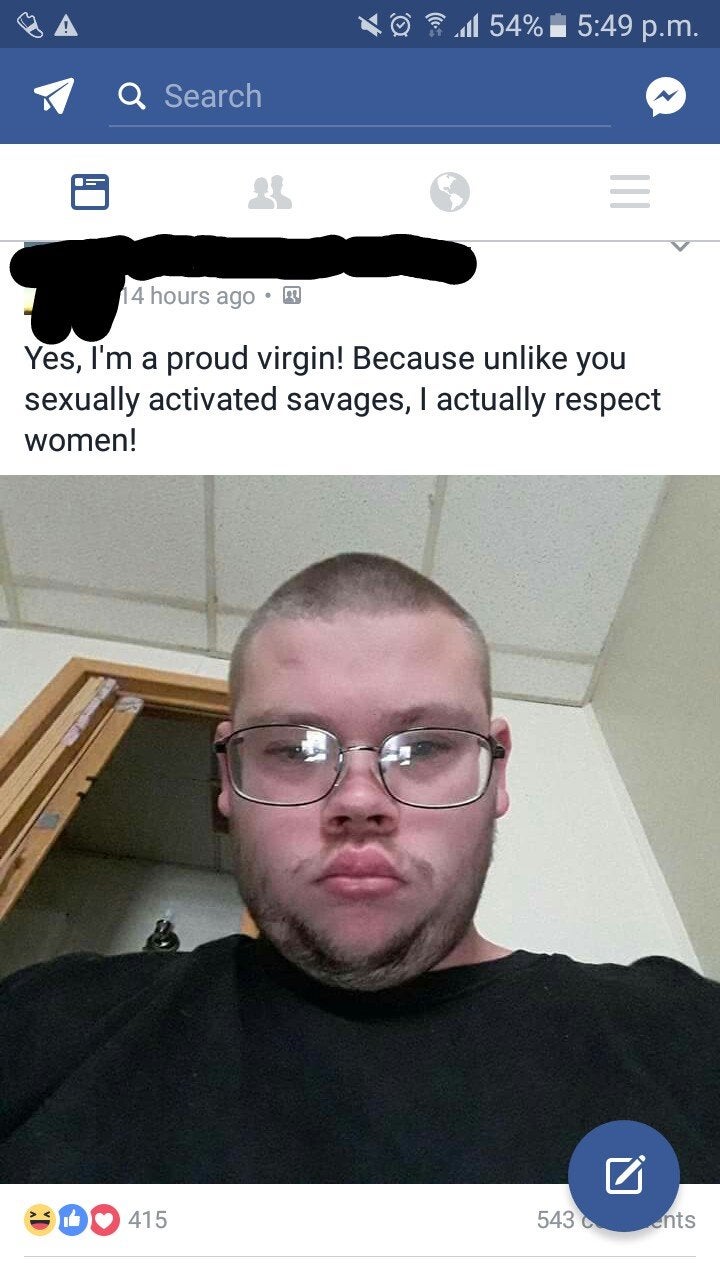 54% 5:49 p.m.
Search
14 hours ago
Yes, I'm a proud virgin! Because unlike you
sexually activated savages, I actually respect
women!
415
543